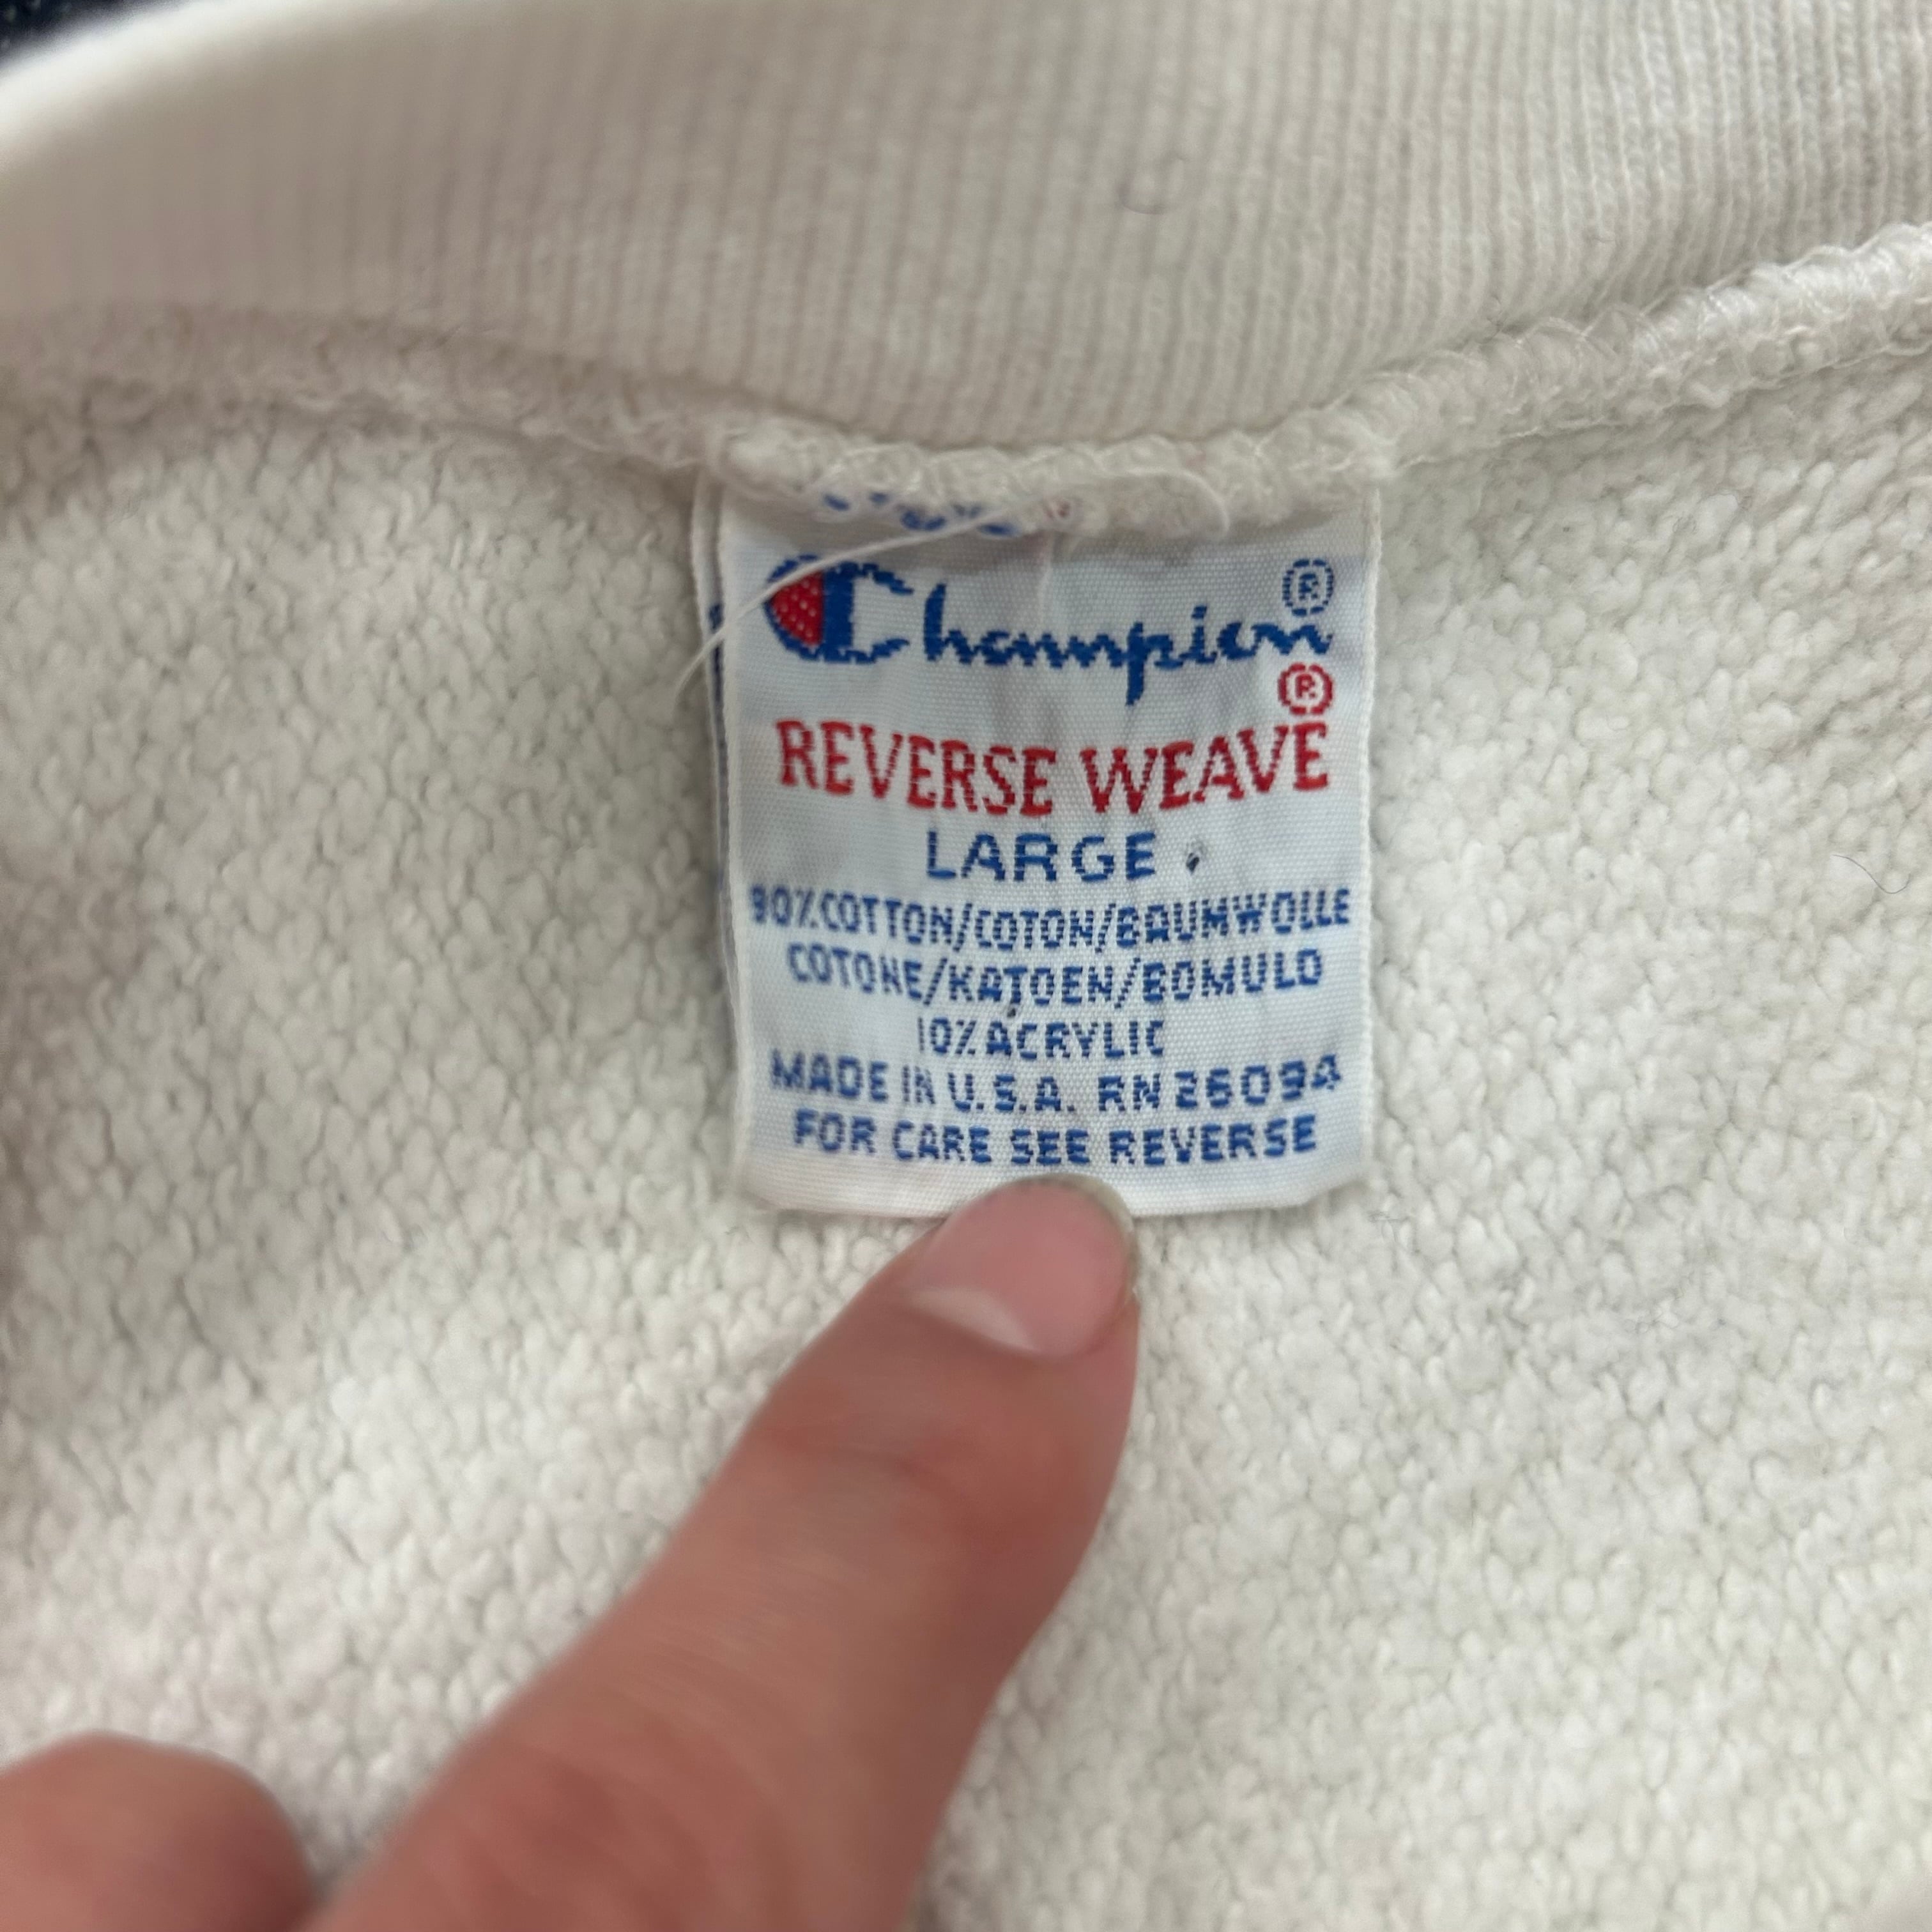 Champion®
®
REVERSE WEAVE
LARGE
90% COTTON/COTON/BAUMWOLLE
COTONE/KATOEN/BOMULD
10% ACRYLIC
MADE IN U.S.A. RN 26094
FOR CARE SEE REVERSE